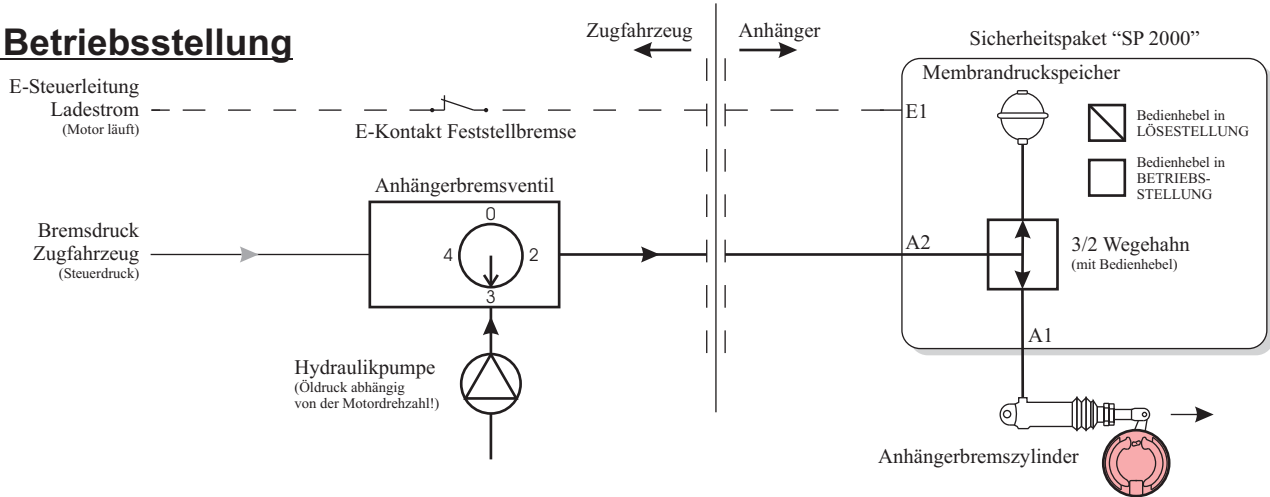 Betriebsstellung
Zugfahrzeug
Anhänger
Sicherheitspaket “SP 2000”
E-Steuerleitung
Ladestrom
(Motor läuft)
E-Kontakt Feststellbremse
E1
Membrandruckspeicher
Bedienhebel in
LÖSESTELLUNG
Bedienhebel in
BETRIEBS-
STELLUNG
Anhängerbremsventil
0
4
2
3
Bremsdruck
Zugfahrzeug
(Steuerdruck)
A2
3/2 Wegehahn
(mit Bedienhebel)
A1
Hydraulikpumpe
(Öldruck abhängig
von der Motordrehzahl!)
Anhängerbremszylinder